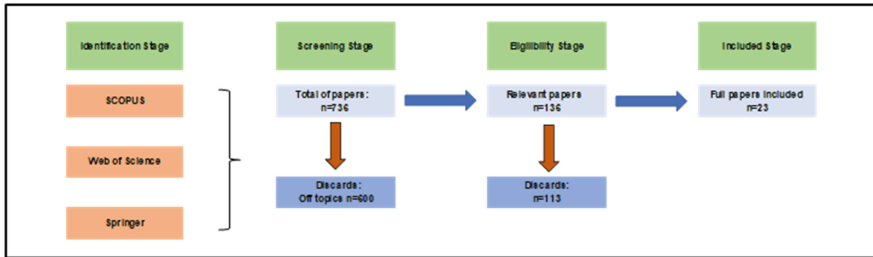 Identification Stage
SCOPUS
Web of Science
Springer
Screening Stage
Total of papers:
n=736
Discards:
Off topics n=600
Eligibility Stage
Relevant papers
n=136
Discards:
n=113
Included Stage
Full papers included
n=23